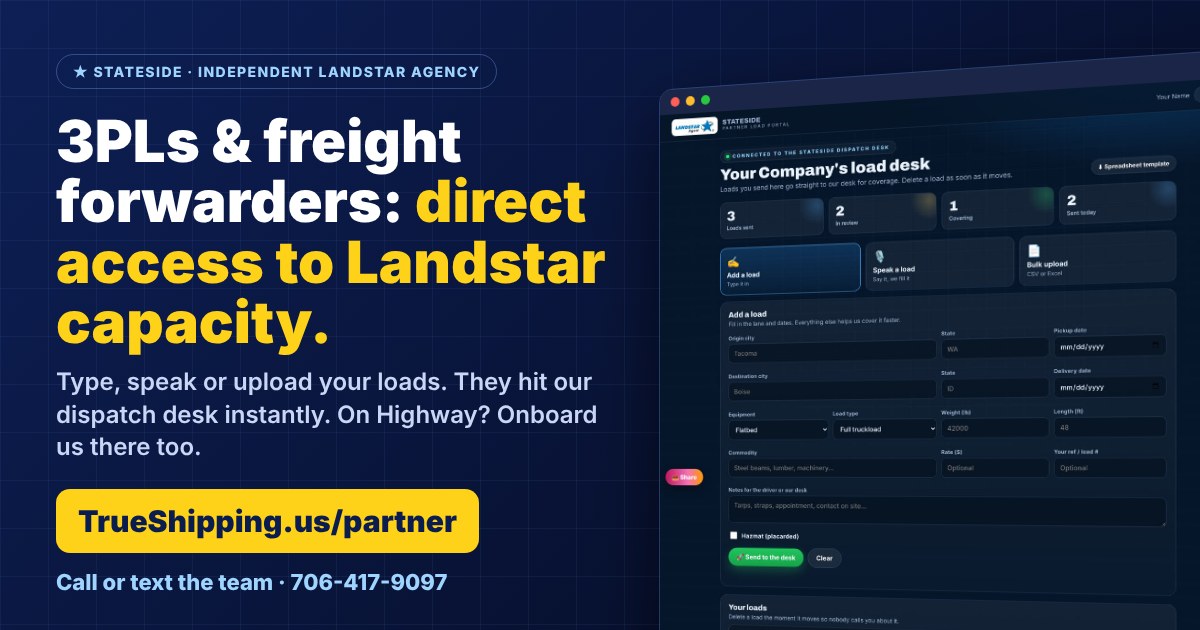 ★ STATESIDE · INDEPENDENT LANDSTAR AGENCY
3PLs & freight
forwarders: direct
access to Landstar
capacity.
Type, speak or upload your loads. They hit our
dispatch desk instantly. On Highway? Onboard
us there too.
TrueShipping.us/partner
Call or text the team · 706-417-9097
Your Name
LANDSTAR
Agent
STATESIDE
PARTNER LOAD PORTAL
CONNECTED TO THE STATESIDE DISPATCH DESK
Your Company's load desk
Loads you send here go straight to our desk for coverage. Delete a load as soon as it moves.
Spreadsheet template
3
Loads sent
2
In review
1
Covering
2
Sent today
Add a load
Type it in
Speak a load
Say it, we fill it
Bulk upload
CSV or Excel
Add a load
Fill in the lane and dates. Everything else helps us cover it faster.
Origin city
State
Pickup date
Tacoma
WA
mm/dd/yyyy
Destination city
State
Delivery date
Boise
ID
mm/dd/yyyy
Equipment
Load type
Weight (lb)
Length (ft)
Flatbed
Full truckload
42000
48
Commodity
Rate ($)
Your ref / load #
Steel beams, lumber, machinery...
Optional
Optional
Share
Notes for the driver or our desk
Tarps, straps, appointment, contact on site...
Hazmat (placarded)
Send to the desk
Clear
Your loads
Delete a load the moment it moves so nobody calls you about it.